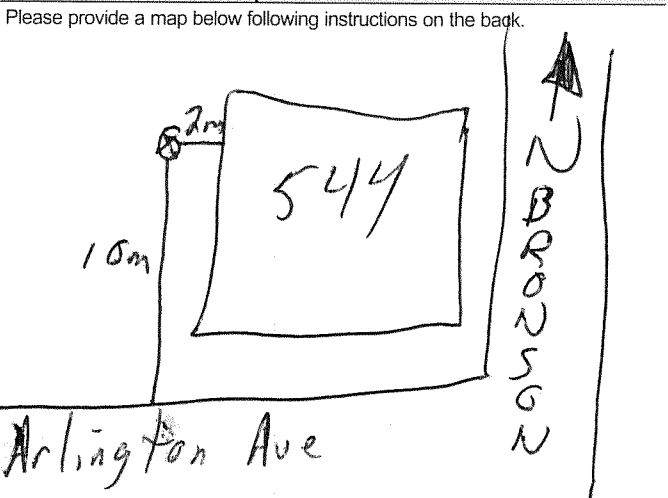 Please provide a map below following instructions on the back.
N
2m
544
10m
BRONSON
Arlington Ave